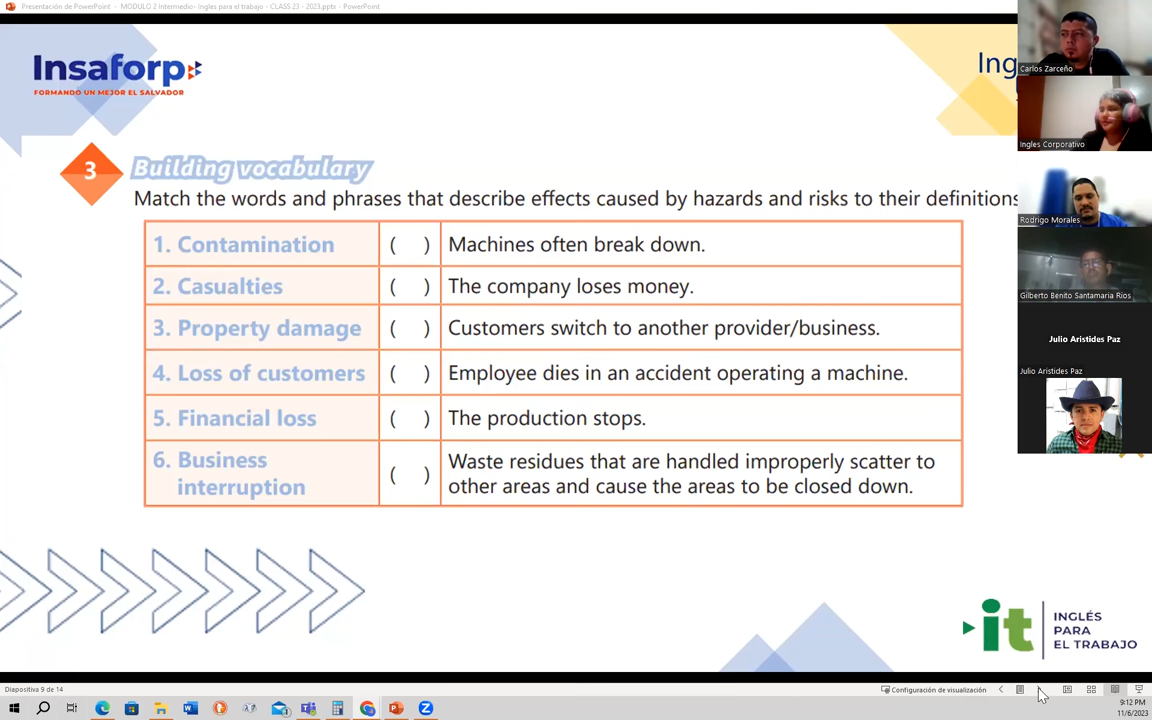 Presentación de PowerPoint - MODULO 2 Intermedio- Ingles para el trabajo - CLASS 23 - 2023.pptx - PowerPoint
Insaforp
FORMANDO UN MEJOR EL SALVADOR
Ing
3
Building vocabulary
Match the words and phrases that describe effects caused by hazards and risks to their definitions
1. Contamination ( ) Machines often break down.
2. Casualties ( ) The company loses money.
3. Property damage ( ) Customers switch to another provider/business.
4. Loss of customers ( ) Employee dies in an accident operating a machine.
5. Financial loss ( ) The production stops.
6. Business interruption ( ) Waste residues that are handled improperly scatter to
other areas and cause the areas to be closed down.
Carlos Zarceño
Ingles Corporativo
Rodrigo Morales
Gilberto Benito Santamaria Rios
Julio Aristides Paz
Julio Aristides Paz
it
INGLÉS
PARA
EL TRABAJO
Diapositiva 9 de 14
Configuración de visualización
9:12 PM
11/6/2023